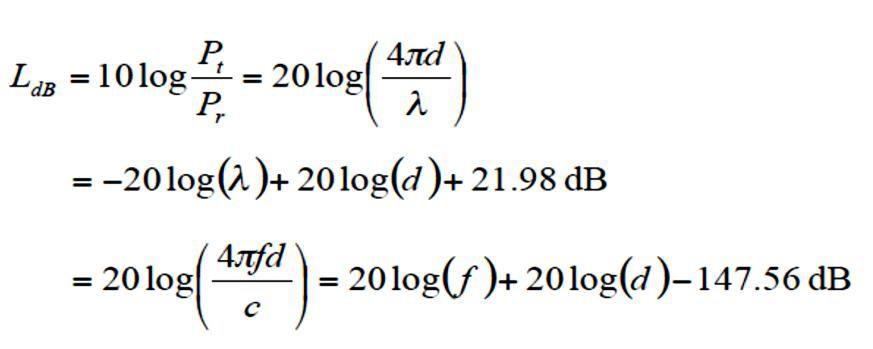 L_dB = 10 log P_t/P_r = 20 log(4πd/λ)
= −20 log(λ)+ 20 log(d)+ 21.98 dB
= 20 log(4πfd/c) = 20 log(f)+ 20 log(d)−147.56 dB